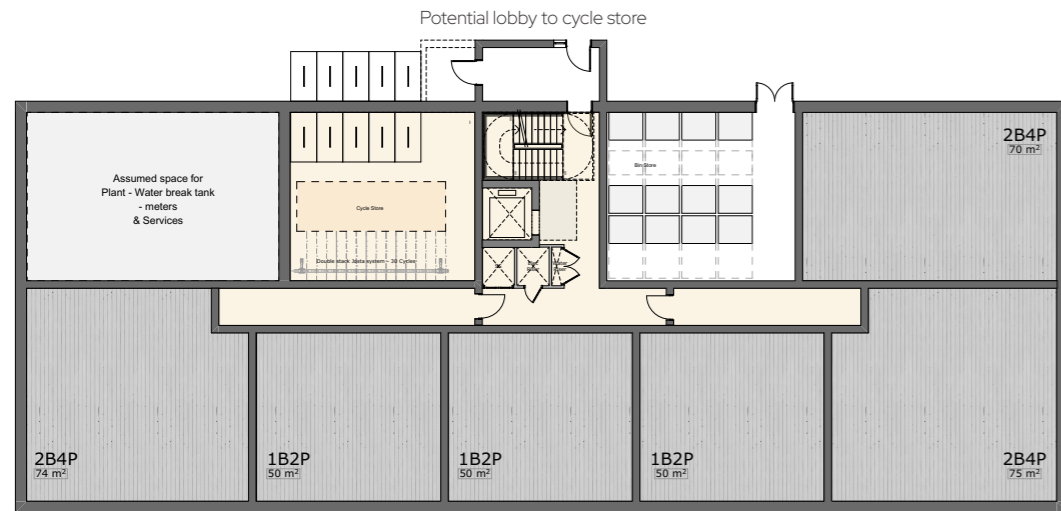 Potential lobby to cycle store
Assumed space for
Plant - Water break tank
- meters
& Services
Cycle Store
Double stack Josta system - 30 Cycles
Bin Store
2B4P
70 m²
2B4P
74 m²
1B2P
50 m²
1B2P
50 m²
1B2P
50 m²
2B4P
75 m²